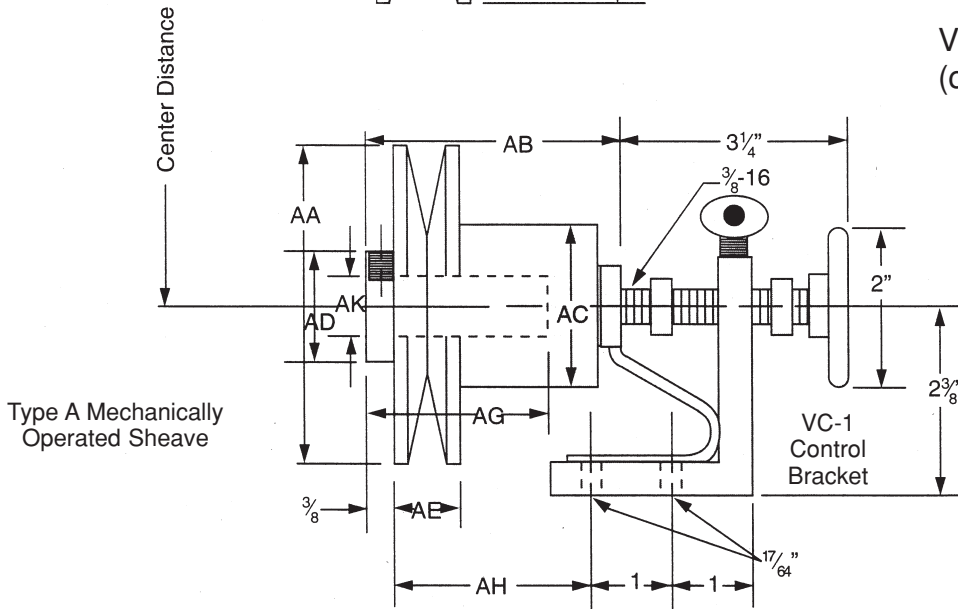 Center Distance
V
(c
AB
3¼"
⅜-16
AA
AK
AD
AC
2"
2⅜"
AG
Type A Mechanically
Operated Sheave
VC-1
Control
Bracket
⅜
AE
17/64"
AH
1
1